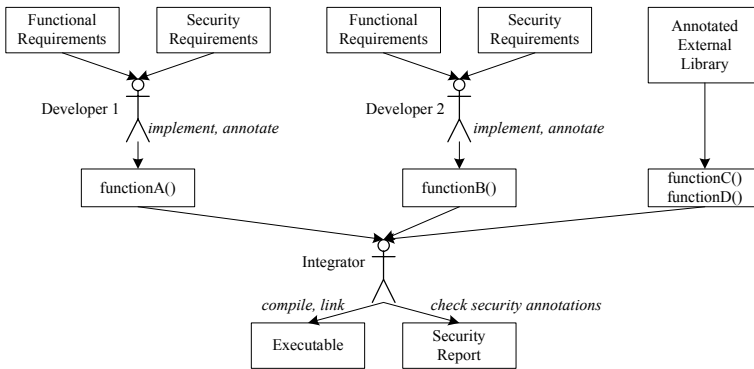 Functional
Requirements
Security
Requirements
Functional
Requirements
Security
Requirements
Annotated
External
Library
Developer 1
implement, annotate
Developer 2
implement, annotate
functionA()
functionB()
functionC()
functionD()
Integrator
compile, link
check security annotations
Executable
Security
Report